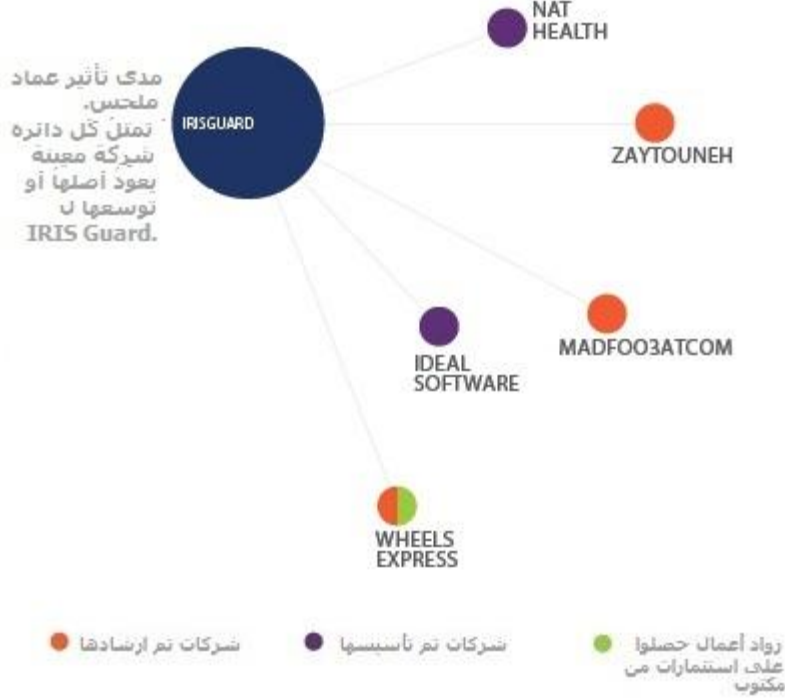 NAT
HEALTH
مدى تأثير عماد
ملحس.
تمثل كل دائرة
شركة معينة
يعود أصلها أو
توسعها ل
IRIS Guard.
IRISGUARD
ZAYTOUNEH
MADFOO3ATCOM
IDEAL
SOFTWARE
WHEELS
EXPRESS
شركات تم ارشادها
شركات تم تأسيسها
رواد أعمال حصلوا
على استثمارات من
مكتوب